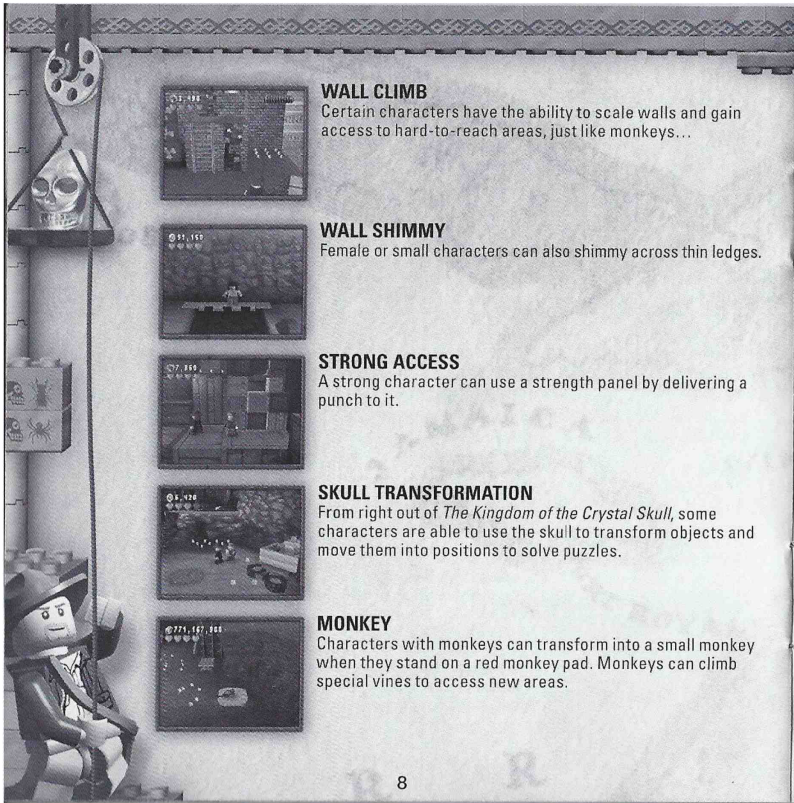 WALL CLIMB
Certain characters have the ability to scale walls and gain
access to hard-to-reach areas, just like monkeys...
WALL SHIMMY
Female or small characters can also shimmy across thin ledges.
STRONG ACCESS
A strong character can use a strength panel by delivering a
punch to it.
SKULL TRANSFORMATION
From right out of The Kingdom of the Crystal Skull, some
characters are able to use the skull to transform objects and
move them into positions to solve puzzles.
MONKEY
Characters with monkeys can transform into a small monkey
when they stand on a red monkey pad. Monkeys can climb
special vines to access new areas.
8